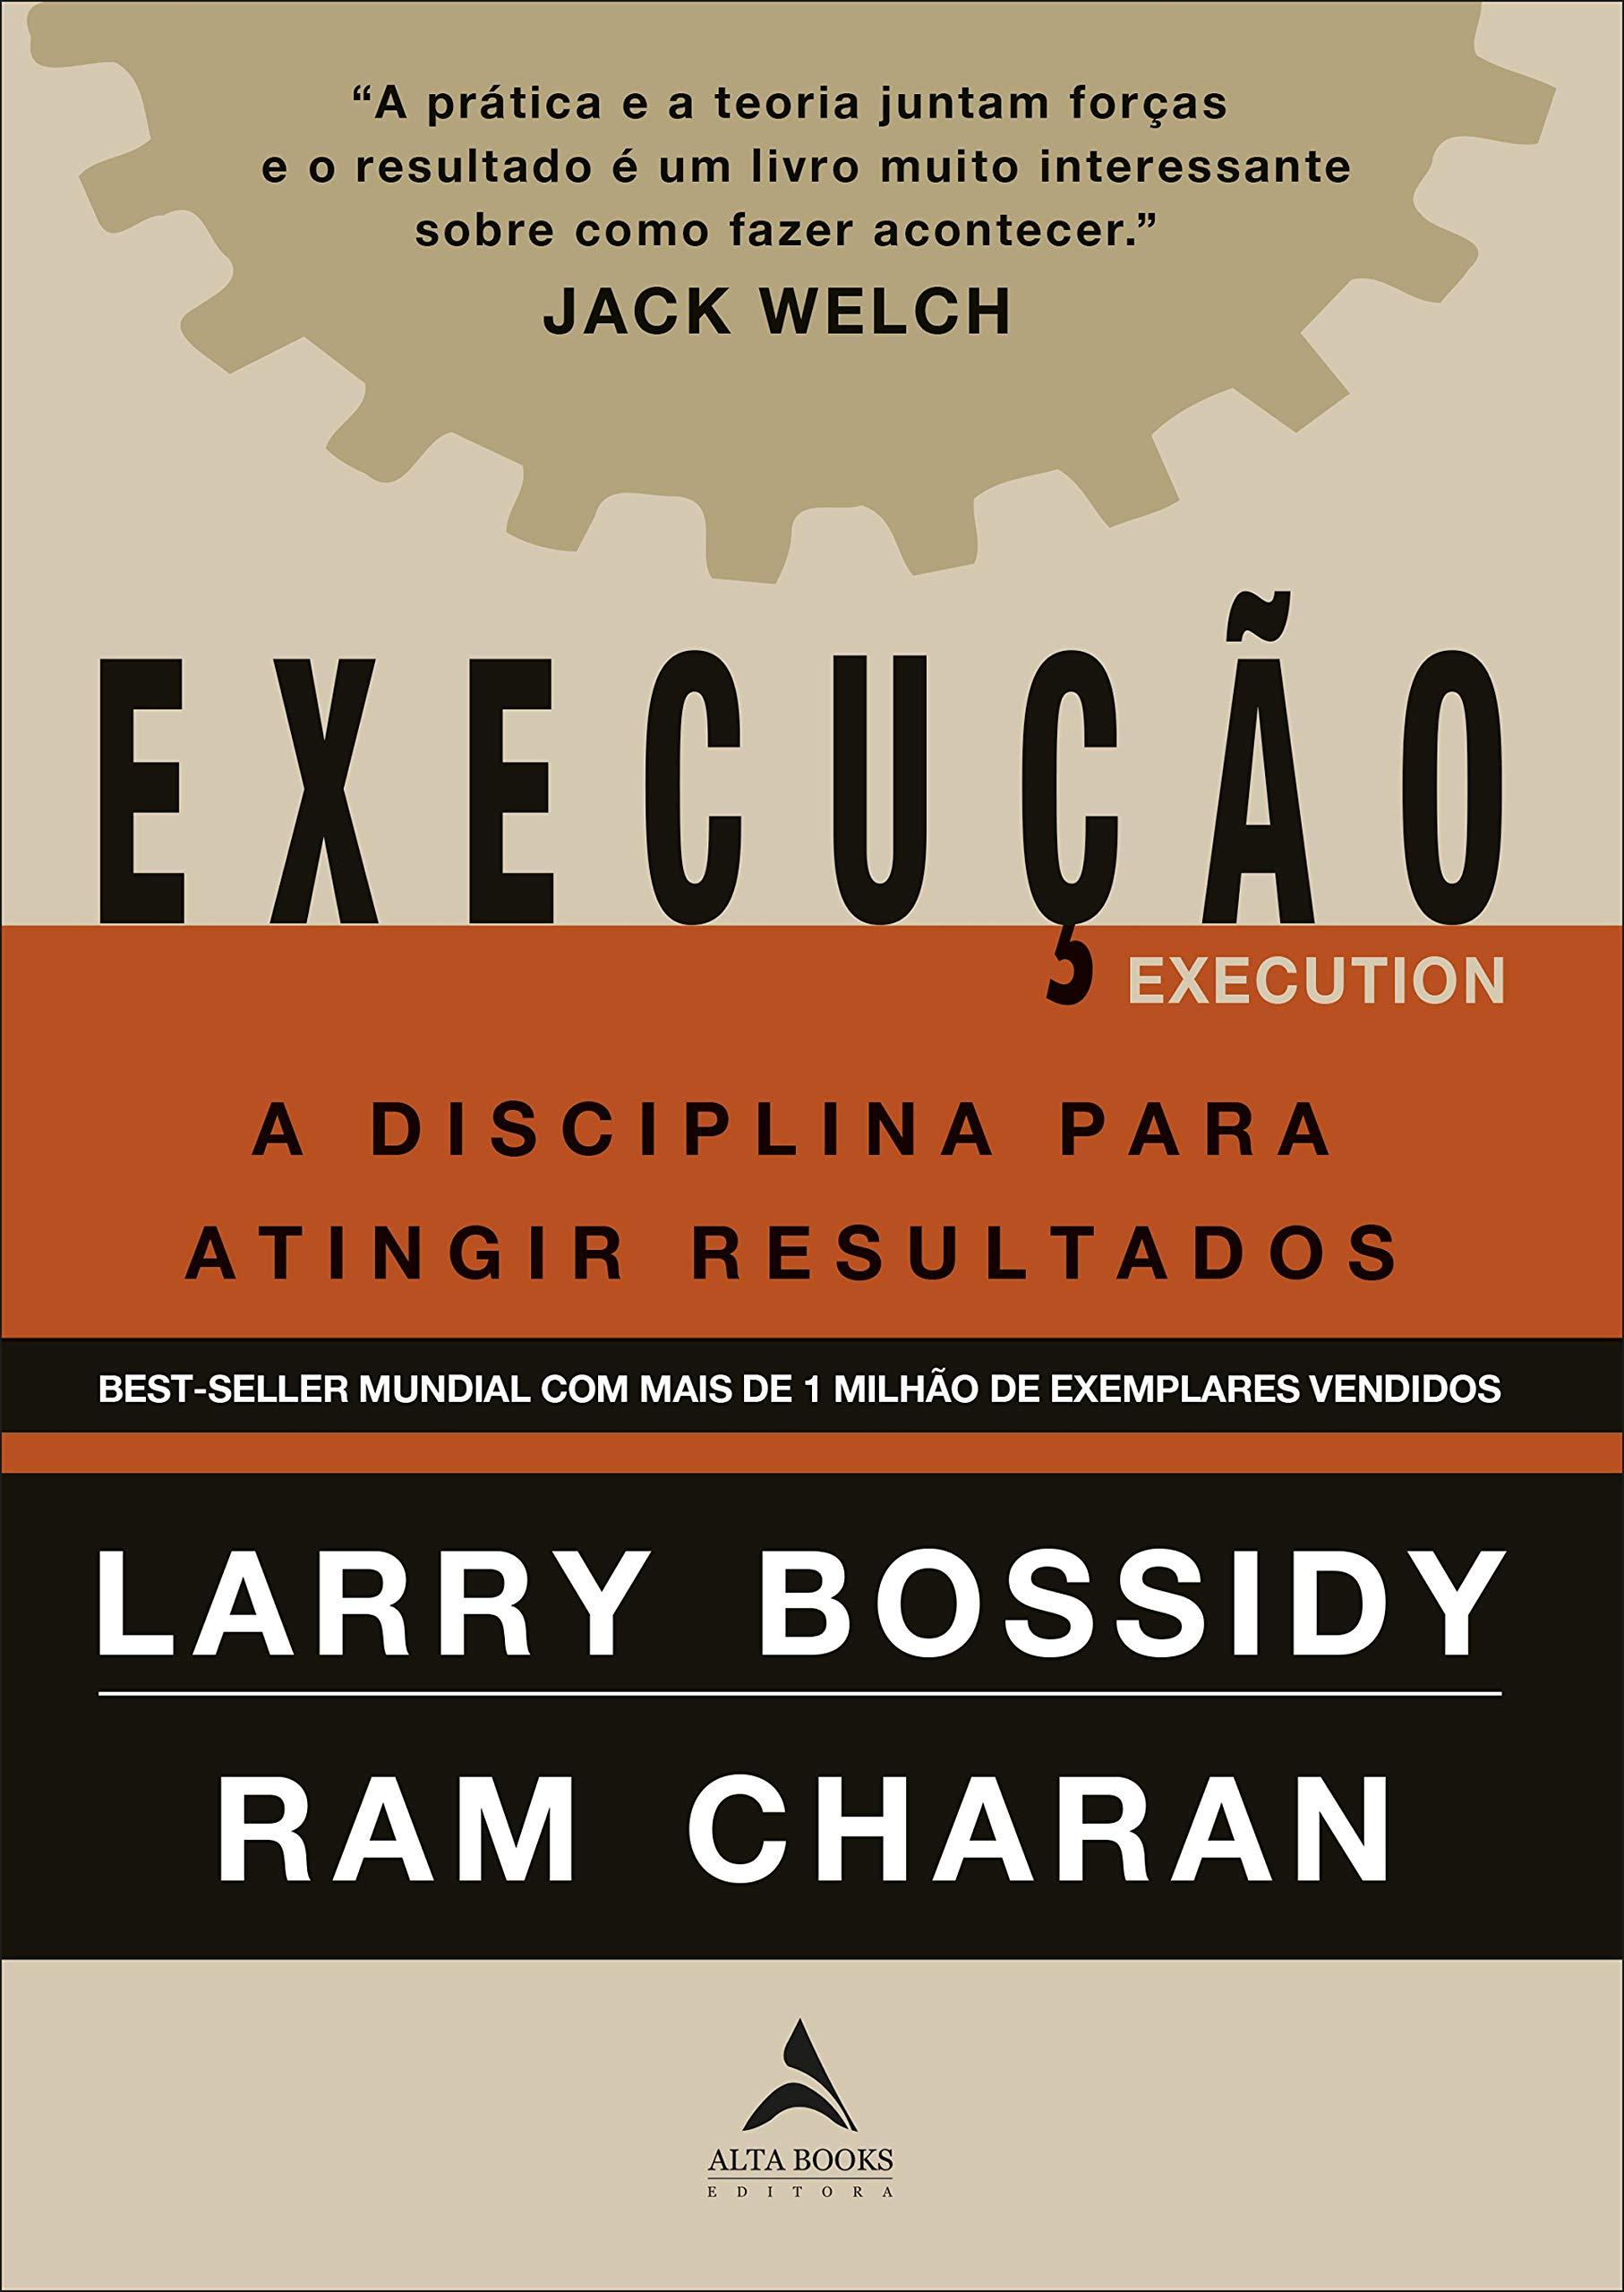 “A prática e a teoria juntam forças
e o resultado é um livro muito interessante
sobre como fazer acontecer.”
JACK WELCH
EXECUÇÃO
EXECUTION
A DISCIPLINA PARA
ATINGIR RESULTADOS
BEST-SELLER MUNDIAL COM MAIS DE 1 MILHÃO DE EXEMPLARES VENDIDOS
LARRY BOSSIDY
RAM CHARAN
ALTA BOOKS
EDITORA